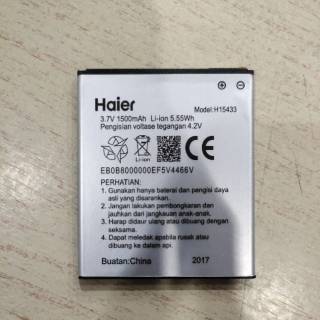 Haier
Model:H15433
3.7V 1500mAh Li-ion 5.55Wh
Pengisian voltase tegangan 4.2V
Li-ion
EB0B8000000EF5V4466V
PERHATIAN:
1. Gunakan hanya baterai dan pengisi daya
asli yang disarankan.
2. Jangan lakukan pembongkaran dan
jauhkan dari jangkauan anak-anak.
3. Harap didaur ulang atau dibuang dengan
seksama.
4. Dapat meledak apabila rusak atau
dibuang ke dalam api.
Buatan:China
2017